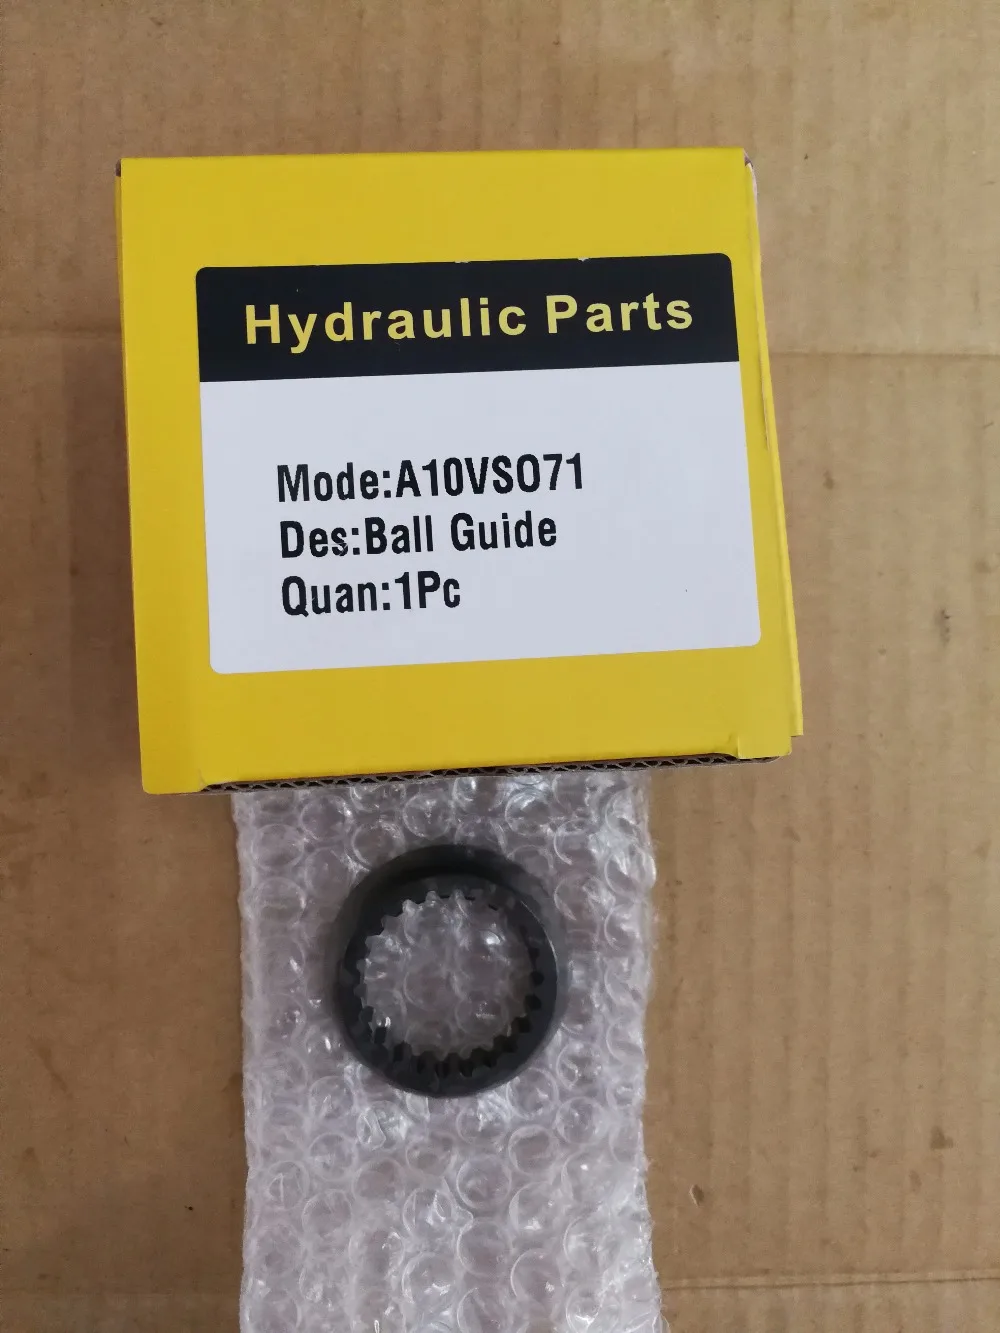 Hydraulic Parts
Mode:A10VSO71
Des:Ball Guide
Quan:1Pc